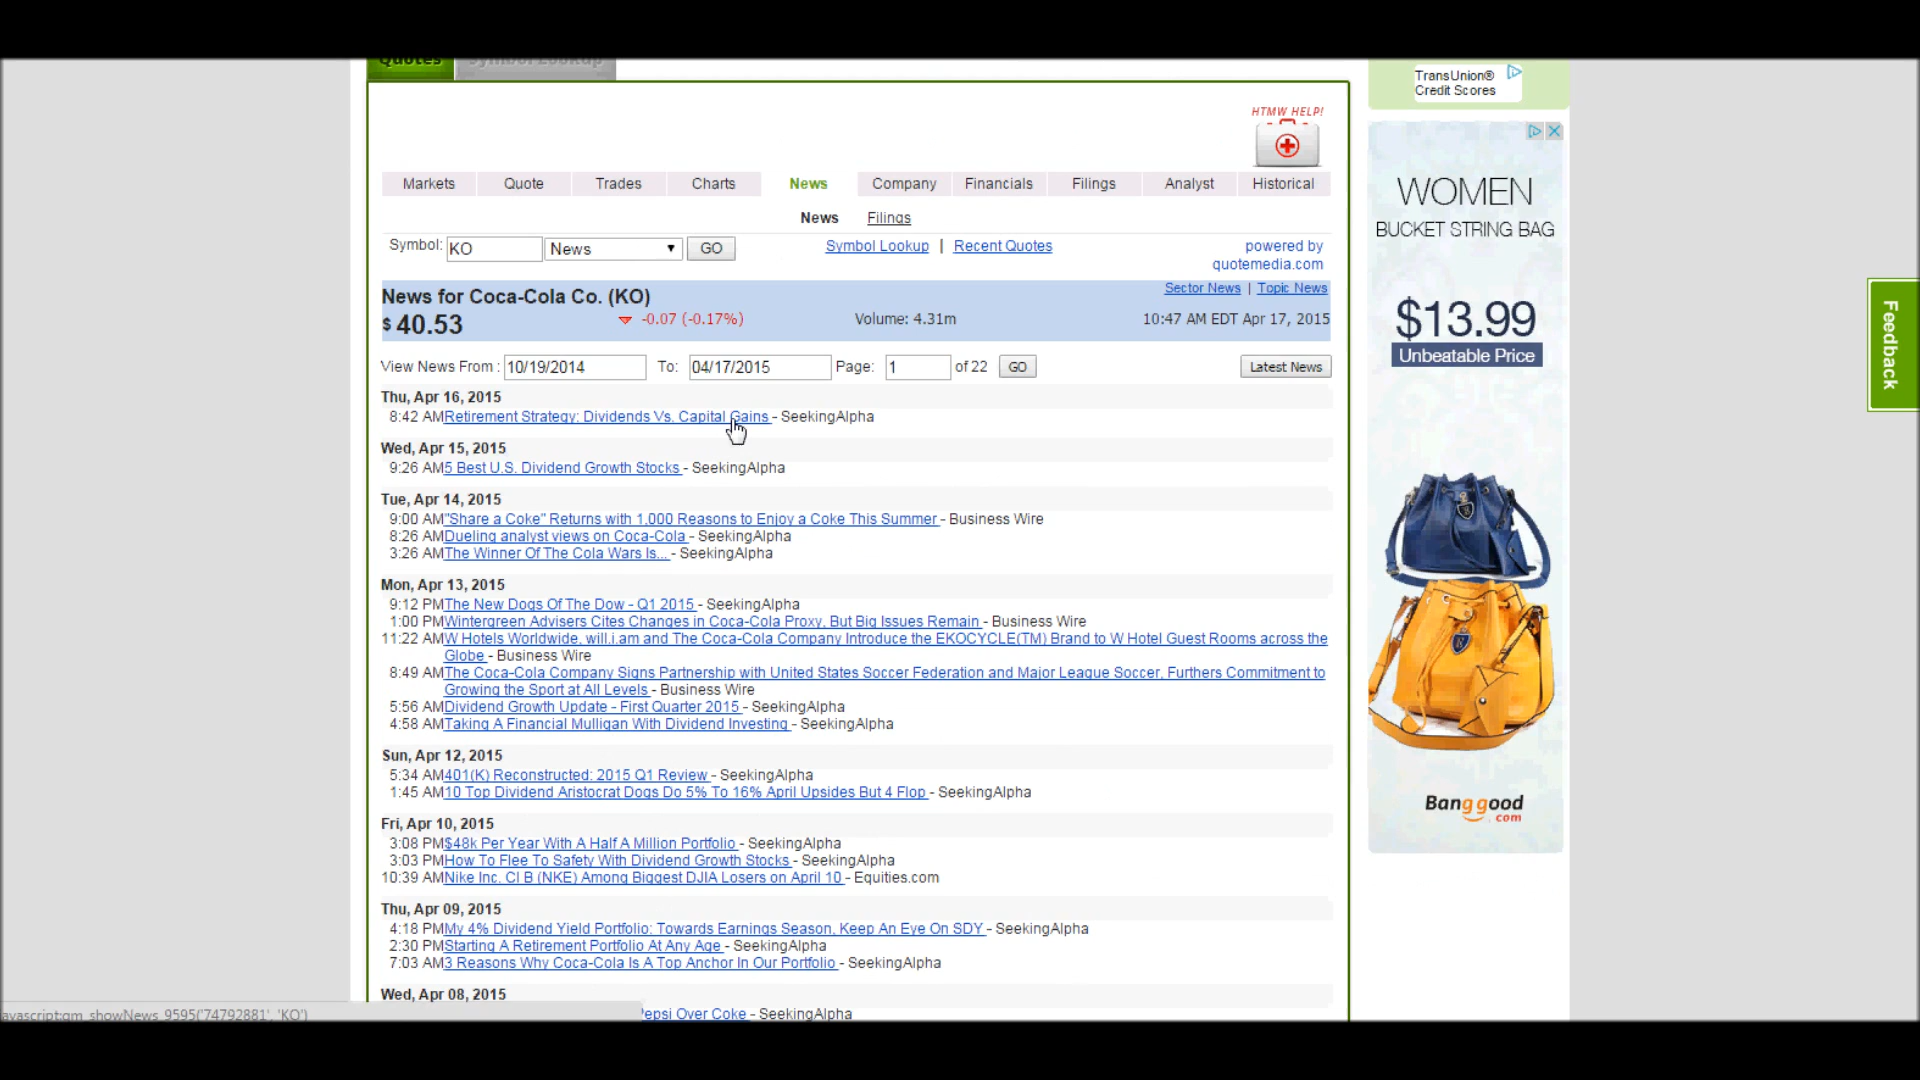 Quotes Symbol Lookup
TransUnion®
Credit Scores
HTMW HELP!
Markets Quote Trades Charts News Company Financials Filings Analyst Historical
News Filings
Symbol: KO News GO Symbol Lookup | Recent Quotes powered by
quotemedia.com
News for Coca-Cola Co. (KO) Sector News | Topic News
$ 40.53 -0.07 (-0.17%) Volume: 4.31m 10:47 AM EDT Apr 17, 2015
View News From : 10/19/2014 To: 04/17/2015 Page: 1 of 22 GO Latest News
Thu, Apr 16, 2015
8:42 AM Retirement Strategy: Dividends Vs. Capital Gains - SeekingAlpha
Wed, Apr 15, 2015
9:26 AM 5 Best U.S. Dividend Growth Stocks - SeekingAlpha
Tue, Apr 14, 2015
9:00 AM "Share a Coke" Returns with 1,000 Reasons to Enjoy a Coke This Summer - Business Wire
8:26 AM Dueling analyst views on Coca-Cola - SeekingAlpha
3:26 AM The Winner Of The Cola Wars Is... - SeekingAlpha
Mon, Apr 13, 2015
9:12 PM The New Dogs Of The Dow - Q1 2015 - SeekingAlpha
1:00 PM Wintergreen Advisers Cites Changes in Coca-Cola Proxy, But Big Issues Remain - Business Wire
11:22 AM W Hotels Worldwide, will.i.am and The Coca-Cola Company Introduce the EKOCYCLE(TM) Brand to W Hotel Guest Rooms across the
Globe - Business Wire
8:49 AM The Coca-Cola Company Signs Partnership with United States Soccer Federation and Major League Soccer, Furthers Commitment to
Growing the Sport at All Levels - Business Wire
5:56 AM Dividend Growth Update - First Quarter 2015 - SeekingAlpha
4:58 AM Taking A Financial Mulligan With Dividend Investing - SeekingAlpha
Sun, Apr 12, 2015
5:34 AM 401(K) Reconstructed: 2015 Q1 Review - SeekingAlpha
1:45 AM 10 Top Dividend Aristocrat Dogs Do 5% To 16% April Upsides But 4 Flop - SeekingAlpha
Fri, Apr 10, 2015
3:08 PM $48k Per Year With A Half A Million Portfolio - SeekingAlpha
3:03 PM How To Flee To Safety With Dividend Growth Stocks - SeekingAlpha
10:39 AM Nike Inc. Cl B (NKE) Among Biggest DJIA Losers on April 10 - Equities.com
Thu, Apr 09, 2015
4:18 PM My 4% Dividend Yield Portfolio: Towards Earnings Season, Keep An Eye On SDY - SeekingAlpha
2:30 PM Starting A Retirement Portfolio At Any Age - SeekingAlpha
7:03 AM 3 Reasons Why Coca-Cola Is A Top Anchor In Our Portfolio - SeekingAlpha
Wed, Apr 08, 2015
Pepsi Over Coke - SeekingAlpha
avascript:qm_showNews_9595('74792881', 'KO')
WOMEN
BUCKET STRING BAG
$13.99
Unbeatable Price
Banggood
.com
Feedback